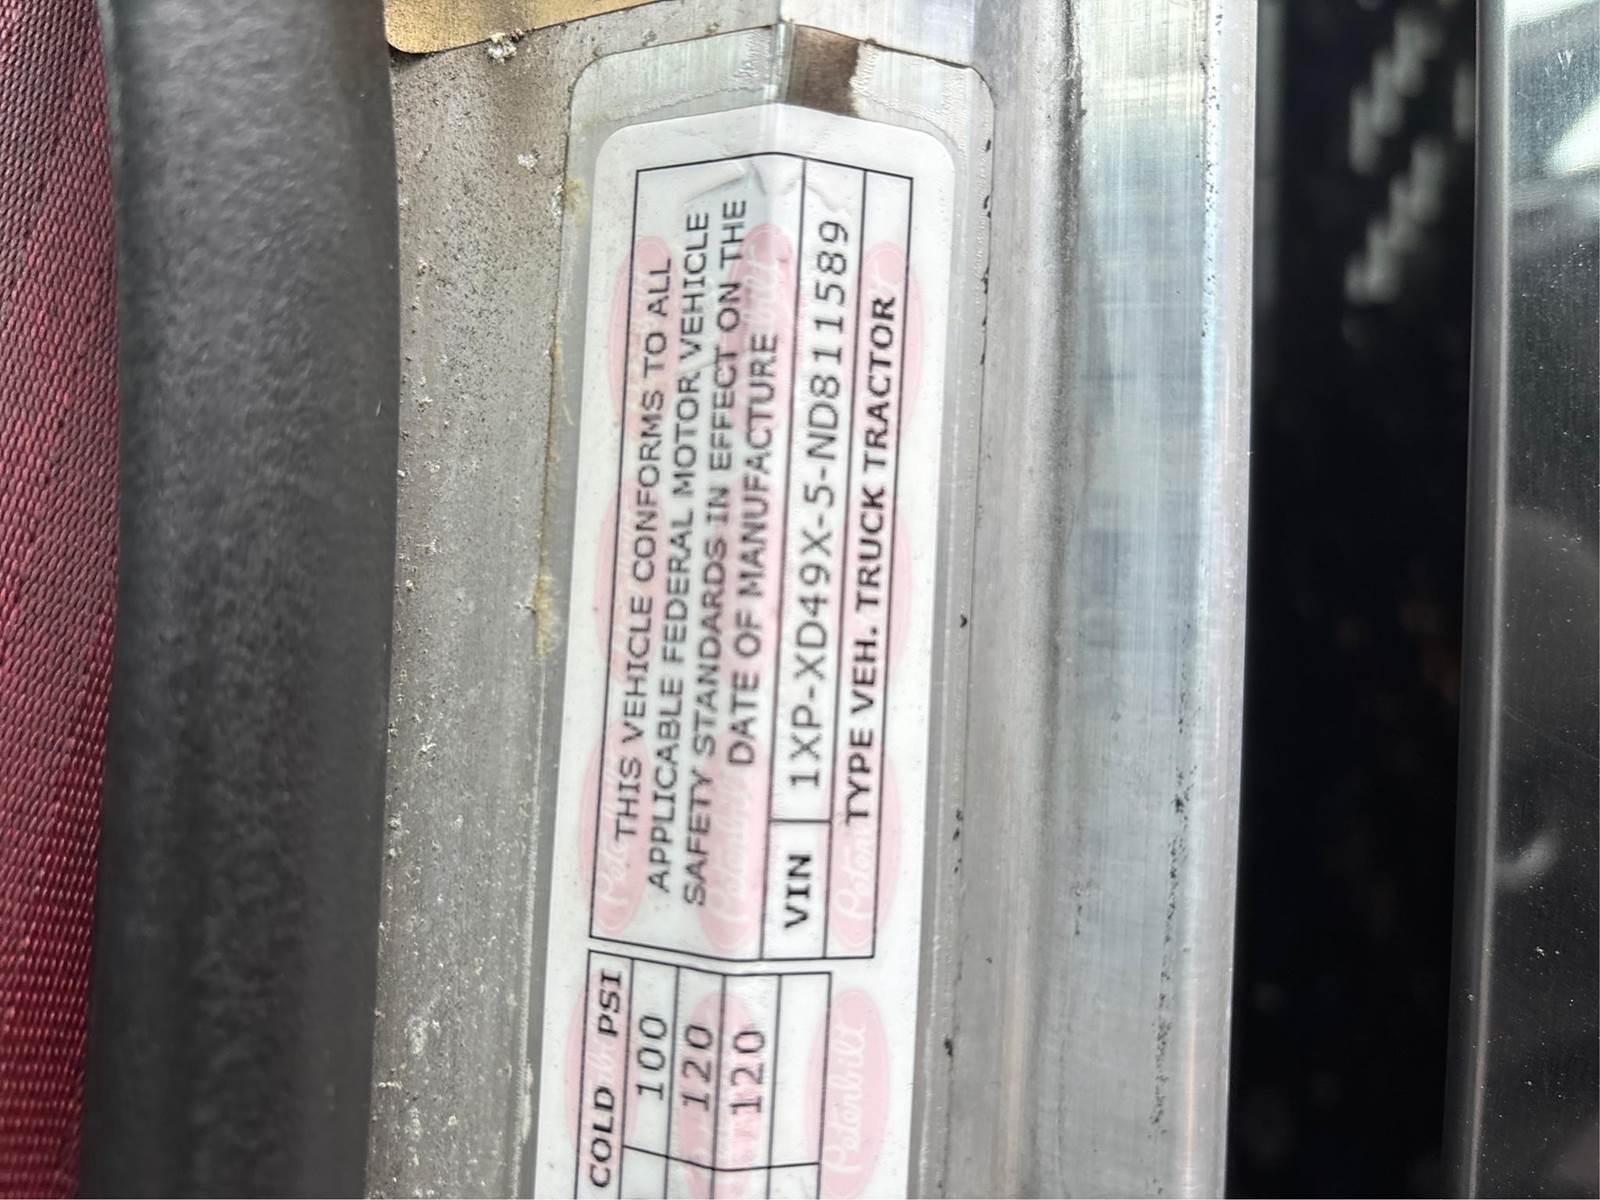 THIS VEHICLE CONFORMS TO ALL
APPLICABLE FEDERAL MOTOR VEHICLE
SAFETY STANDARDS IN EFFECT ON THE
DATE OF MANUFACTURE
VIN 1XP-XD49X-5-ND811589
TYPE VEH. TRUCK TRACTOR
COLD PSI
100
120
120
Peterbilt